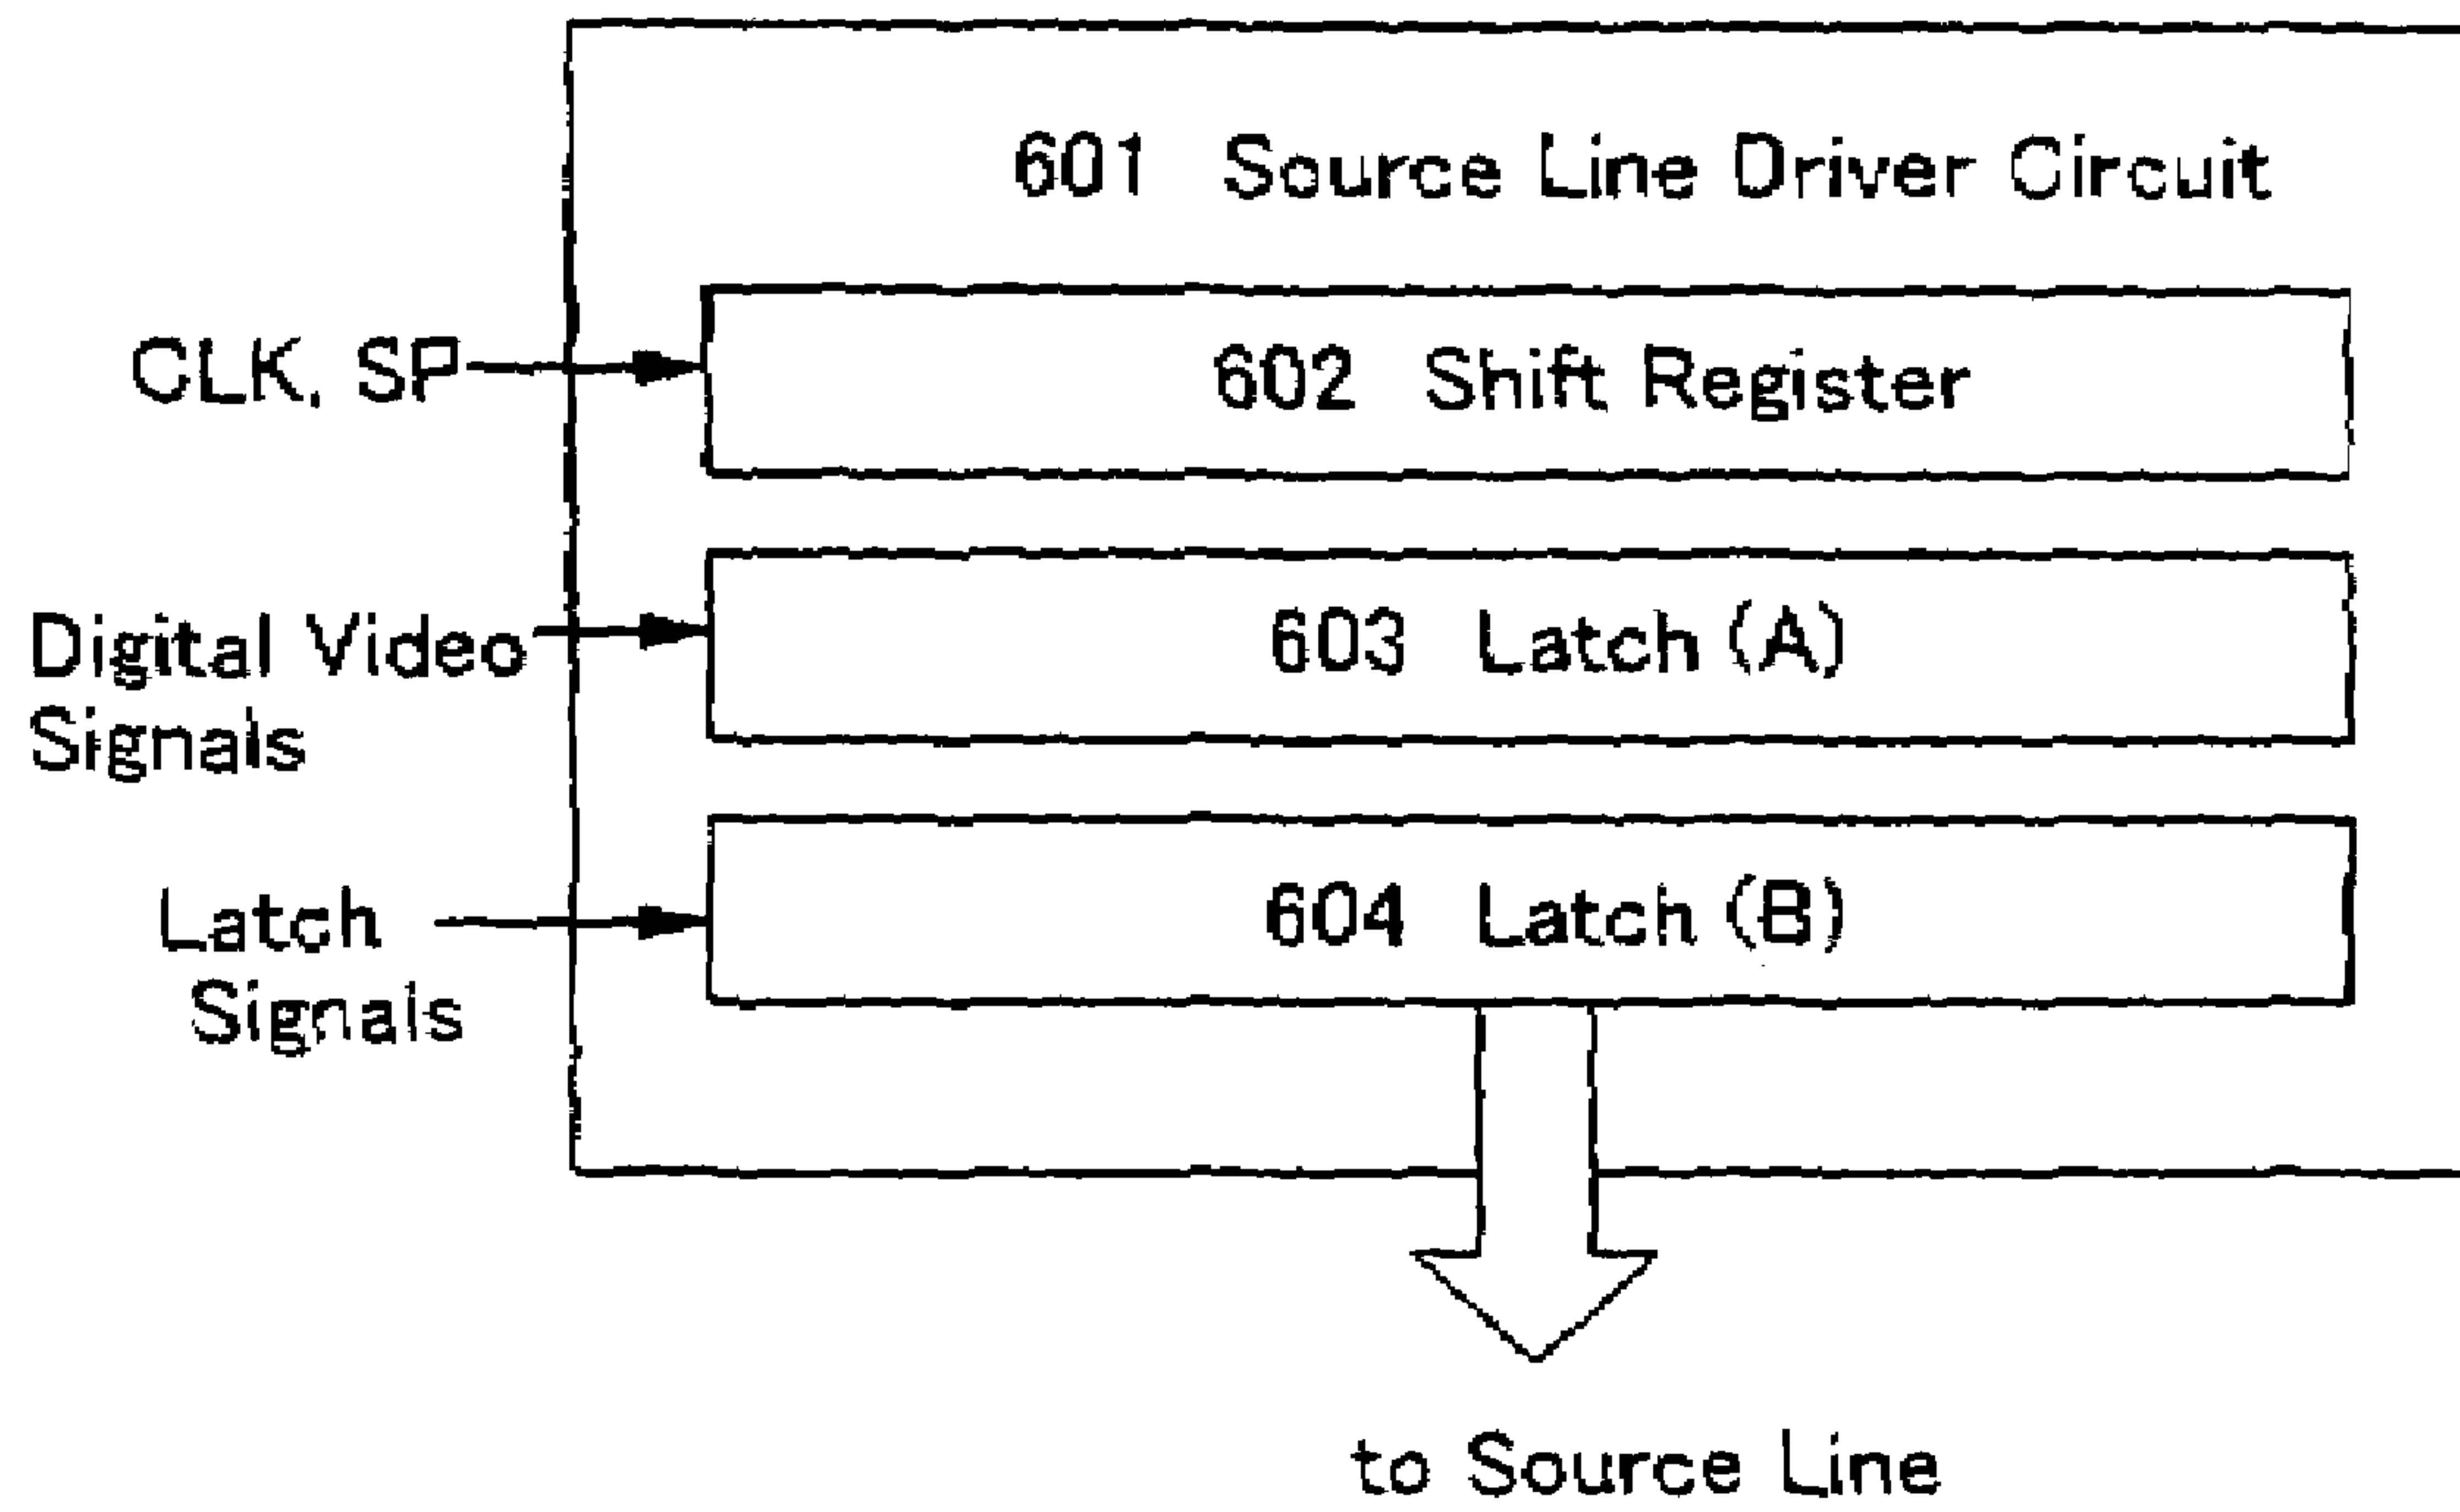 601 Source Line Driver Circuit
CLK, SP
602 Shift Register
Digital Video
Signals
603 Latch (A)
Latch
Signals
604 Latch (B)
to Source Line